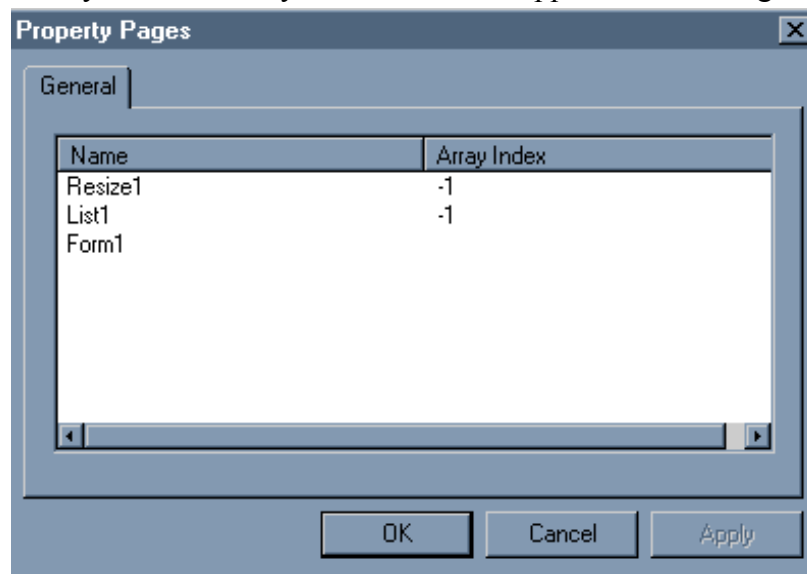 Property Pages
General
Name Array Index
Resize1 -1
List1 -1
Form1
OK Cancel Apply